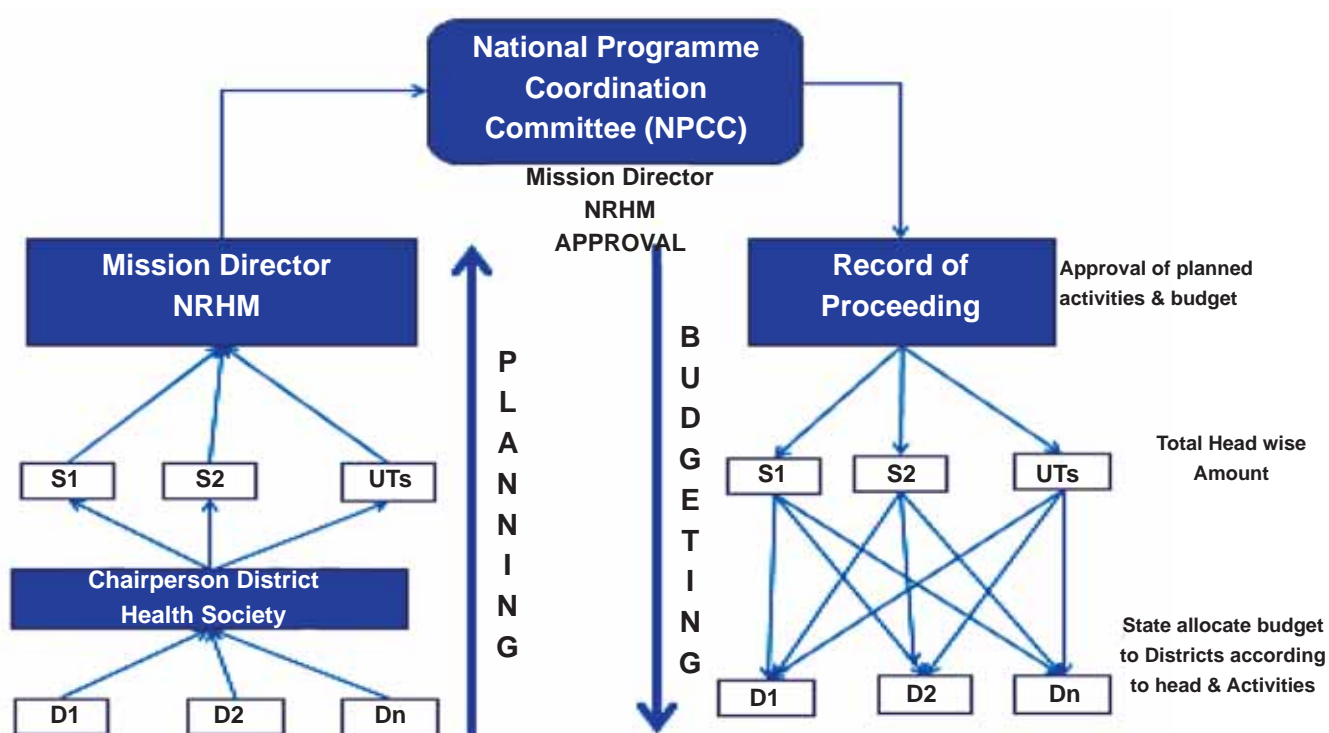 National Programme
Coordination
Committee (NPCC)
Mission Director
NRHM
APPROVAL
Mission Director
NRHM
Record of
Proceeding
Approval of planned
activities & budget
PLANNING
BUDGETING
S1 S2 UTs
Chairperson District
Health Society
D1 D2 Dn
S1 S2 UTs
Total Head wise
Amount
D1 D2 Dn
State allocate budget
to Districts according
to head & Activities